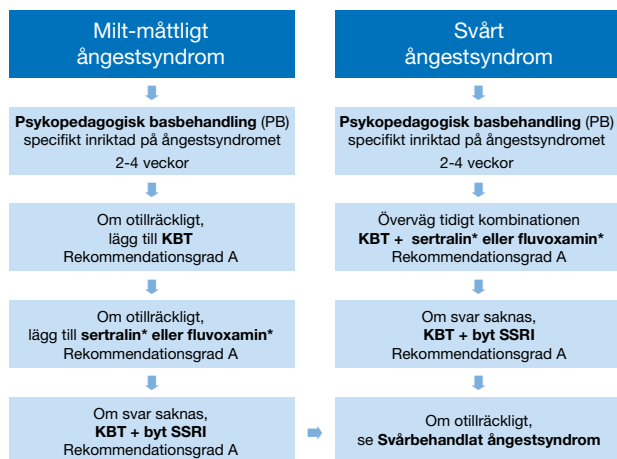 Milt-måttligt
ångestsyndrom
Psykopedagogisk basbehandling (PB)
specifikt inriktad på ångestsyndromet
2-4 veckor
Om otillräckligt,
lägg till KBT
Rekommendationsgrad A
Om otillräckligt,
lägg till sertralin* eller fluvoxamin*
Rekommendationsgrad A
Om svar saknas,
KBT + byt SSRI
Rekommendationsgrad A
Svårt
ångestsyndrom
Psykopedagogisk basbehandling (PB)
specifikt inriktad på ångestsyndromet
2-4 veckor
Överväg tidigt kombinationen
KBT + sertralin* eller fluvoxamin*
Rekommendationsgrad A
Om svar saknas,
KBT + byt SSRI
Rekommendationsgrad A
Om otillräckligt,
se Svårbehandlat ångestsyndrom